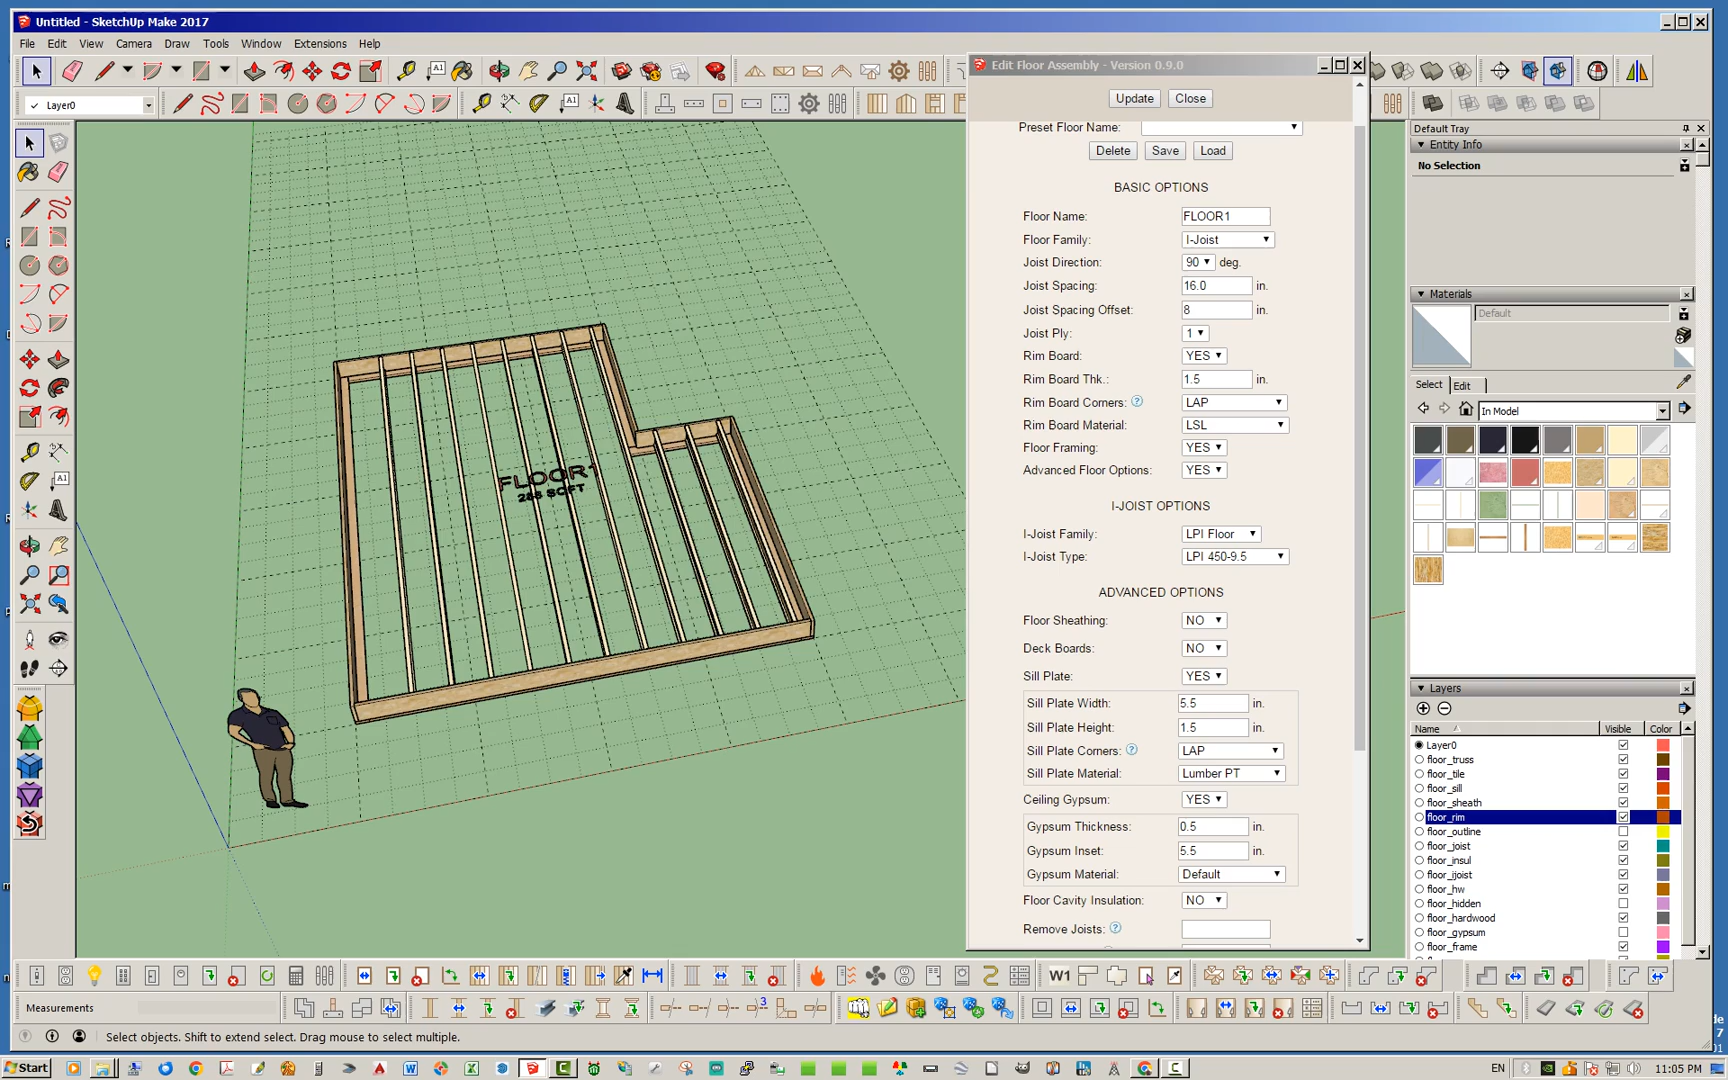 Untitled - SketchUp Make 2017
File Edit View Camera Draw Tools Window Extensions Help
Layer0
Edit Floor Assembly - Version 0.9.0
Update Close
Preset Floor Name:
Delete Save Load
BASIC OPTIONS
Floor Name: FLOOR1
Floor Family: I-Joist
Joist Direction: 90 deg.
Joist Spacing: 16.0 in.
Joist Spacing Offset: 8 in.
Joist Ply: 1
Rim Board: YES
Rim Board Thk.: 1.5 in.
Rim Board Corners: LAP
Rim Board Material: LSL
Floor Framing: YES
Advanced Floor Options: YES
I-JOIST OPTIONS
I-Joist Family: LPI Floor
I-Joist Type: LPI 450-9.5
ADVANCED OPTIONS
Floor Sheathing: NO
Deck Boards: NO
Sill Plate: YES
Sill Plate Width: 5.5 in.
Sill Plate Height: 1.5 in.
Sill Plate Corners: LAP
Sill Plate Material: Lumber PT
Ceiling Gypsum: YES
Gypsum Thickness: 0.5 in.
Gypsum Inset: 5.5 in.
Gypsum Material: Default
Floor Cavity Insulation: NO
Remove Joists:
FLOOR1
SQFT
Default Tray
Entity Info
No Selection
Materials
Default
Select Edit
In Model
Layers
Name Visible Color
Layer0
floor_truss
floor_tile
floor_sill
floor_sheath
floor_rim
floor_outline
floor_joist
floor_insul
floor_ijoist
floor_hw
floor_hidden
floor_hardwood
floor_gypsum
floor_frame
W1
Measurements
Select objects. Shift to extend select. Drag mouse to select multiple.
Start
EN
11:05 PM